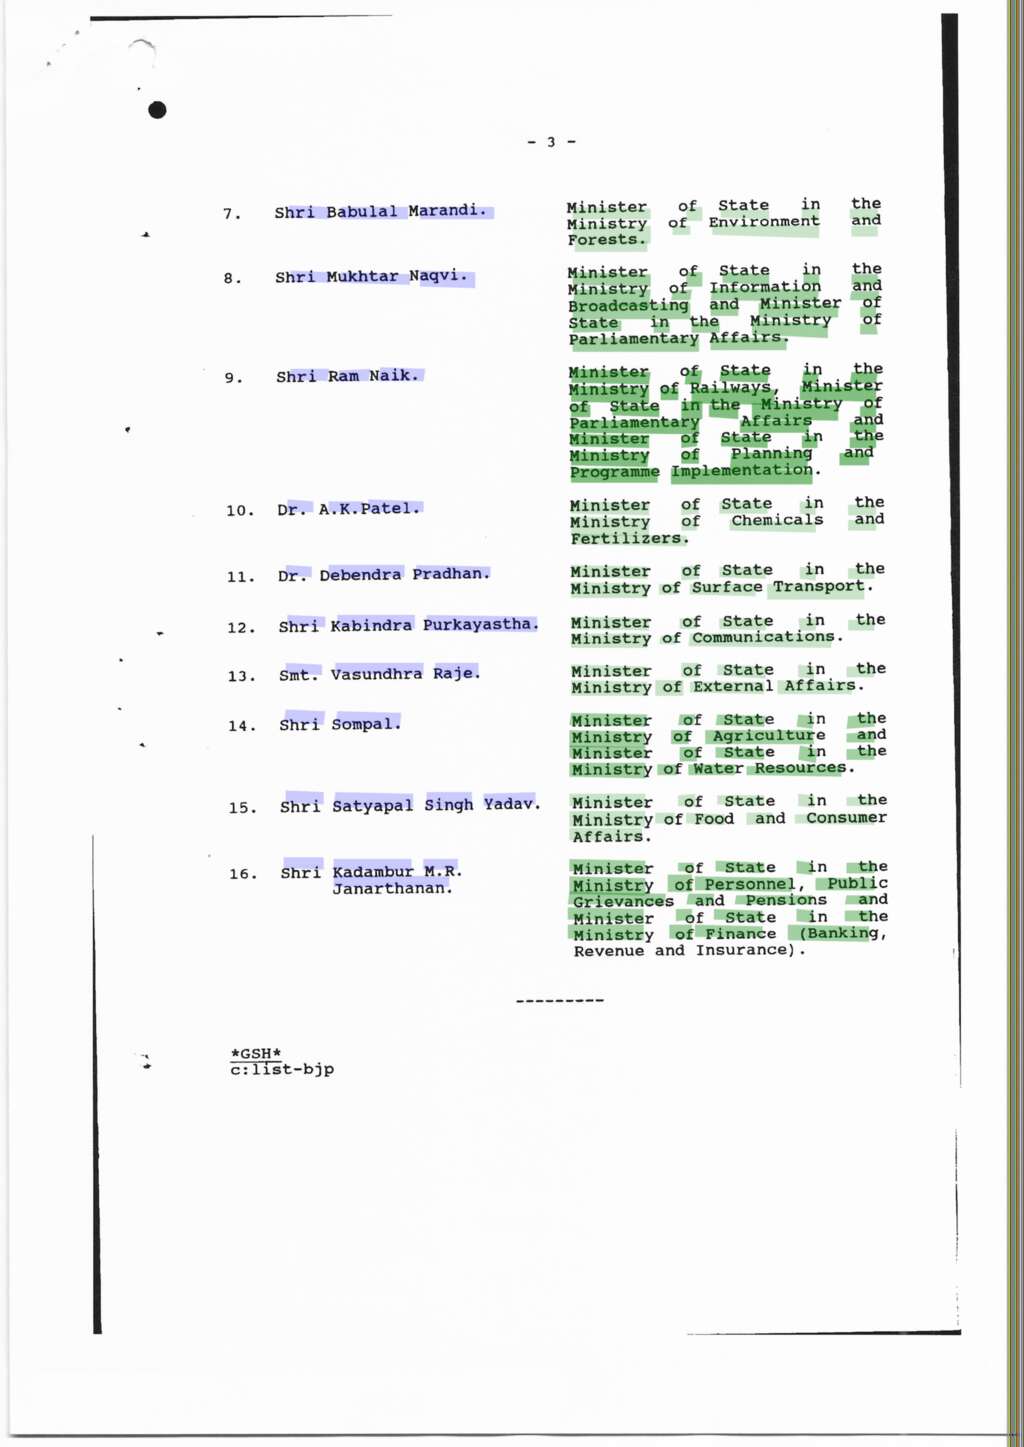 - 3 -
7. Shri Babulal Marandi. Minister of State in the
Ministry of Environment and
Forests.
8. Shri Mukhtar Naqvi. Minister of State in the
Ministry of Information and
Broadcasting and Minister of
State in the Ministry of
Parliamentary Affairs.
9. Shri Ram Naik. Minister of State in the
Ministry of Railways, Minister
of State in the Ministry of
Parliamentary Affairs and
Minister of State in the
Ministry of Planning and
Programme Implementation.
10. Dr. A.K.Patel. Minister of State in the
Ministry of Chemicals and
Fertilizers.
11. Dr. Debendra Pradhan. Minister of State in the
Ministry of Surface Transport.
12. Shri Kabindra Purkayastha. Minister of State in the
Ministry of Communications.
13. Smt. Vasundhra Raje. Minister of State in the
Ministry of External Affairs.
14. Shri Sompal. Minister of State in the
Ministry of Agriculture and
Minister of State in the
Ministry of Water Resources.
15. Shri Satyapal Singh Yadav. Minister of State in the
Ministry of Food and Consumer
Affairs.
16. Shri Kadambur M.R. Minister of State in the
Janarthanan. Ministry of Personnel, Public
Grievances and Pensions and
Minister of State in the
Ministry of Finance (Banking,
Revenue and Insurance).
---------
*GSH*
c:list-bjp